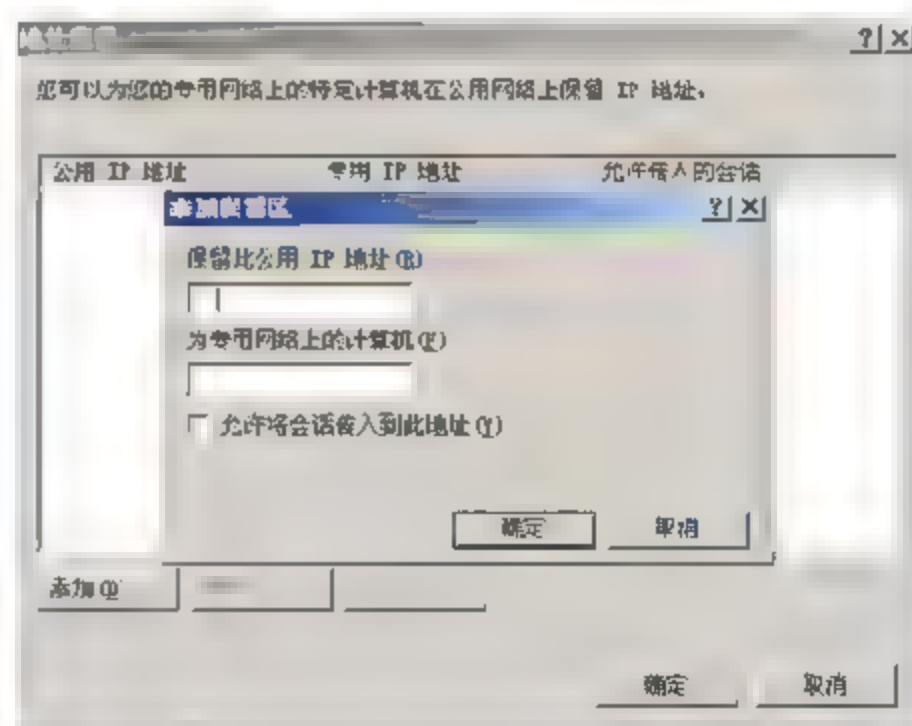 您可以为您的专用网络上的特定计算机在公用网络上保留 IP 地址。
公用 IP 地址 专用 IP 地址 允许传入的会话
添加保留区
保留此公用 IP 地址(R)
为专用网络上的计算机(F)
允许将会话传入到此地址(Y)
确定 取消
添加(D)
确定 取消